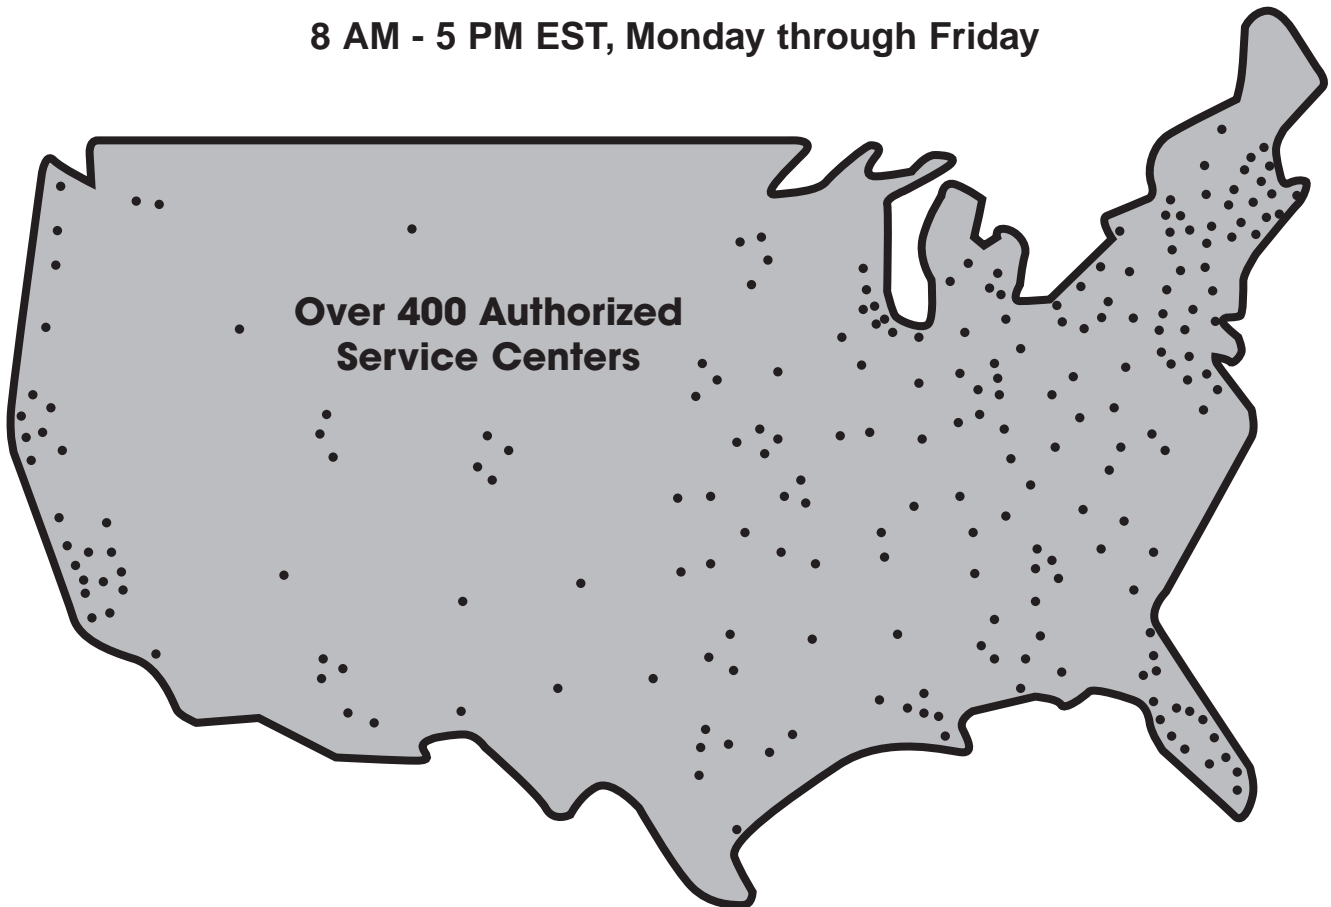 8 AM - 5 PM EST, Monday through Friday
Over 400 Authorized
Service Centers